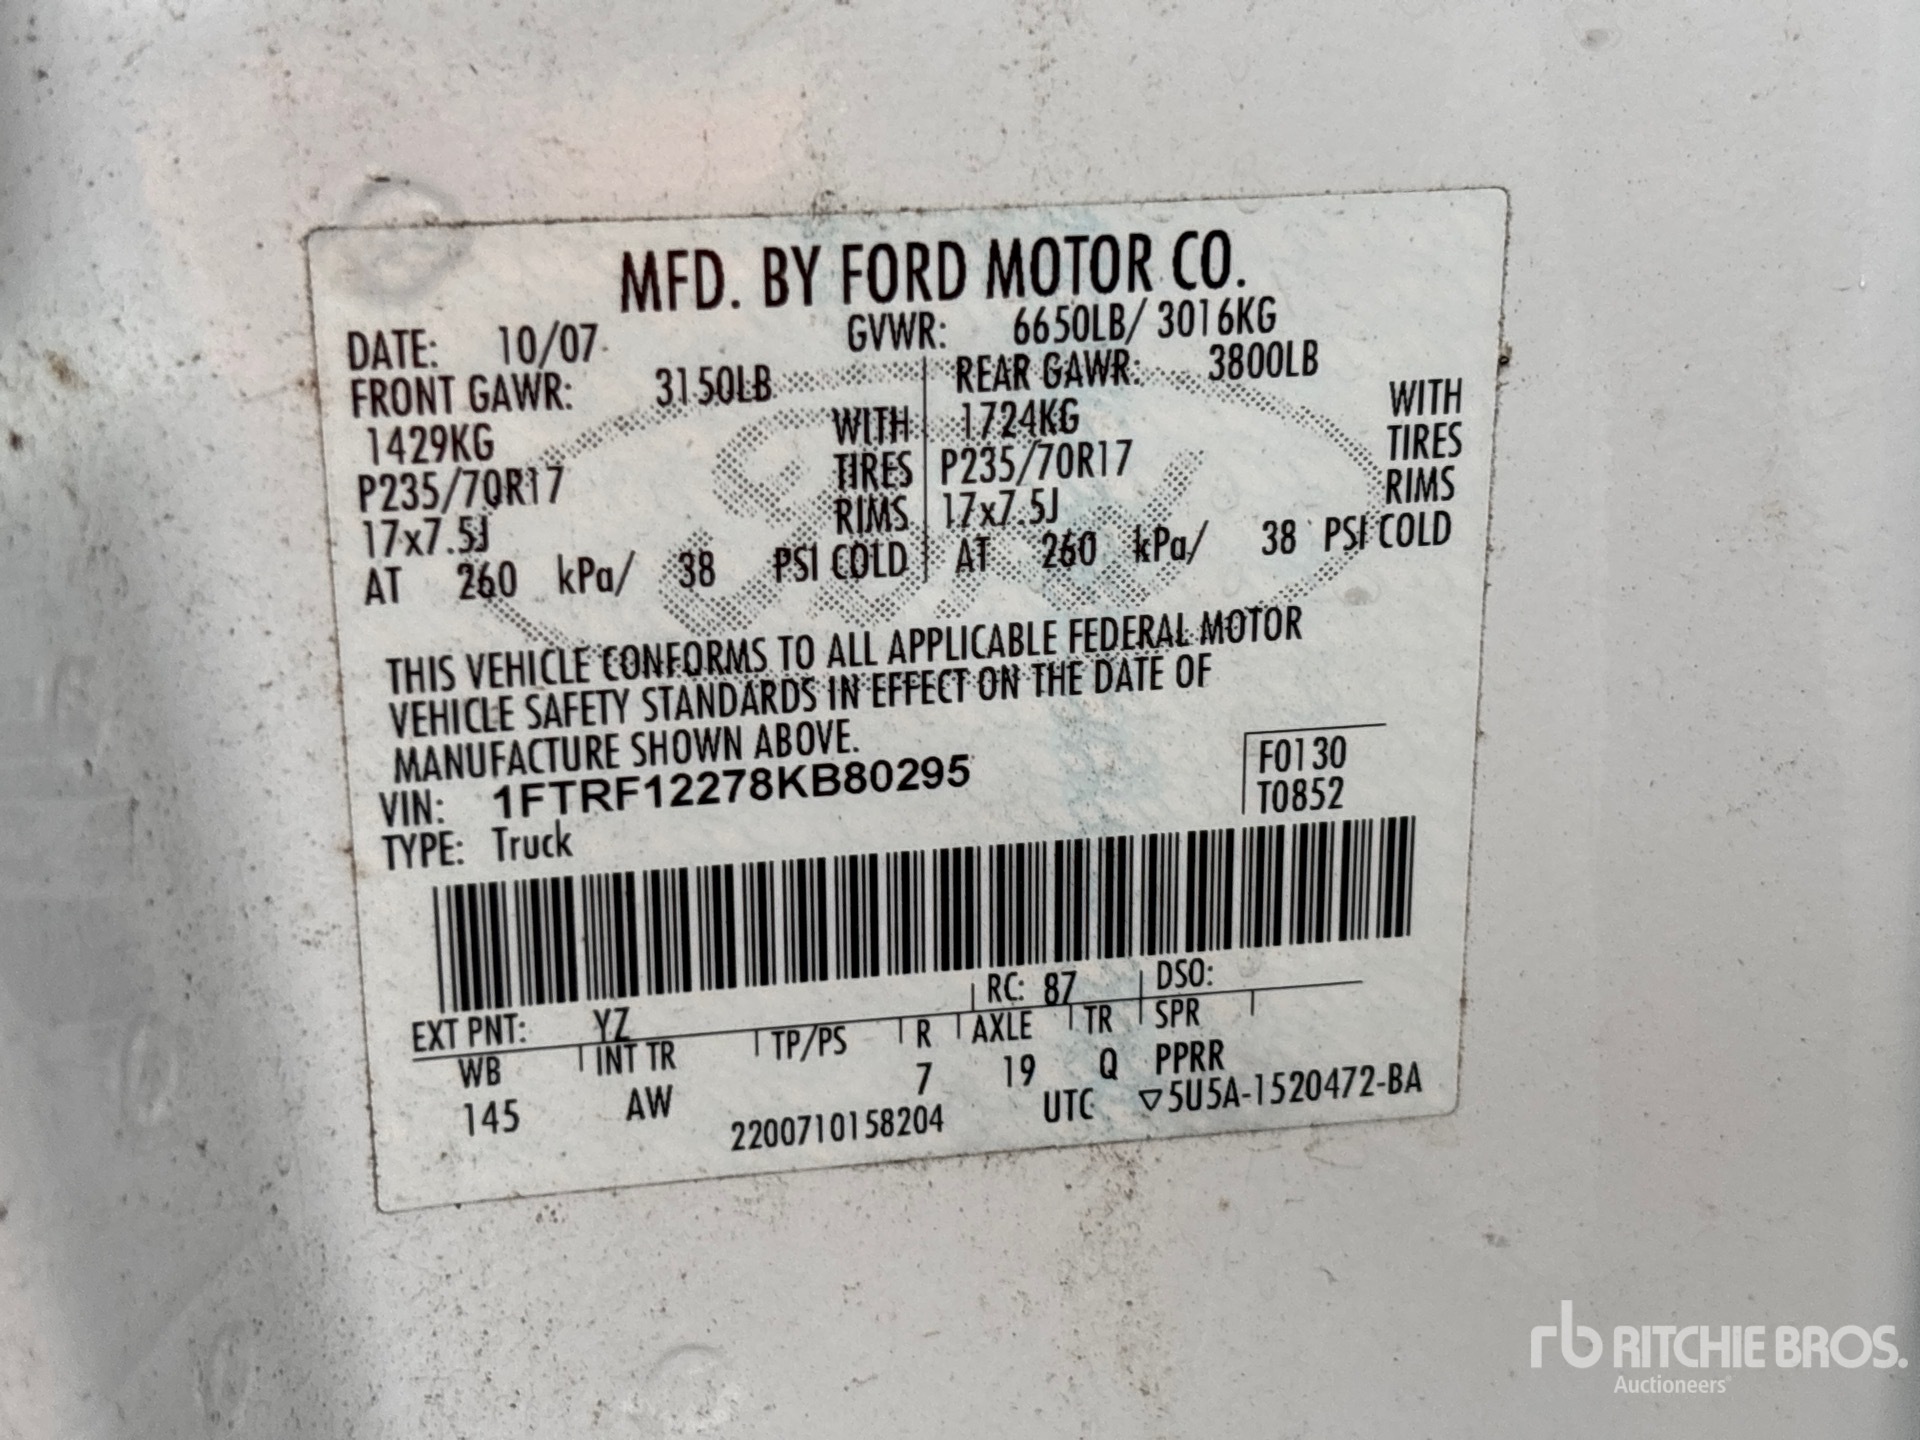 MFD. BY FORD MOTOR CO.
DATE: 10/07 GVWR: 6650LB/ 3016KG
FRONT GAWR: 3150LB REAR GAWR: 3800LB
1429KG WITH 1724KG WITH
P235/70R17 TIRES P235/70R17 TIRES
17x7.5J RIMS 17x7.5J RIMS
AT 260 kPa/ 38 PSI COLD AT 260 kPa/ 38 PSI COLD
THIS VEHICLE CONFORMS TO ALL APPLICABLE FEDERAL MOTOR
VEHICLE SAFETY STANDARDS IN EFFECT ON THE DATE OF
MANUFACTURE SHOWN ABOVE.
VIN: 1FTRF12278KB80295 F0130
TYPE: Truck T0852
EXT PNT: YZ RC: 87 DSO:
WB INT TR TP/PS R AXLE TR SPR
145 AW 7 19 Q PPRR
2200710158204 UTC ▽5U5A-1520472-BA
rb RITCHIE BROS.
Auctioneers